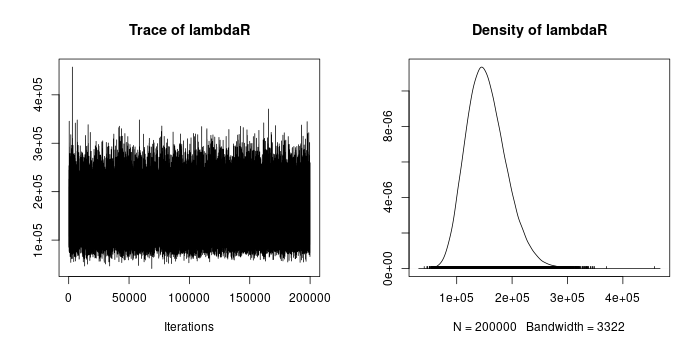 Trace of lambdaR
4e+05
3e+05
2e+05
1e+05
0 50000 100000 150000 200000
Iterations
Density of lambdaR
8e-06
4e-06
0e+00
1e+05 2e+05 3e+05 4e+05
N = 200000 Bandwidth = 3322